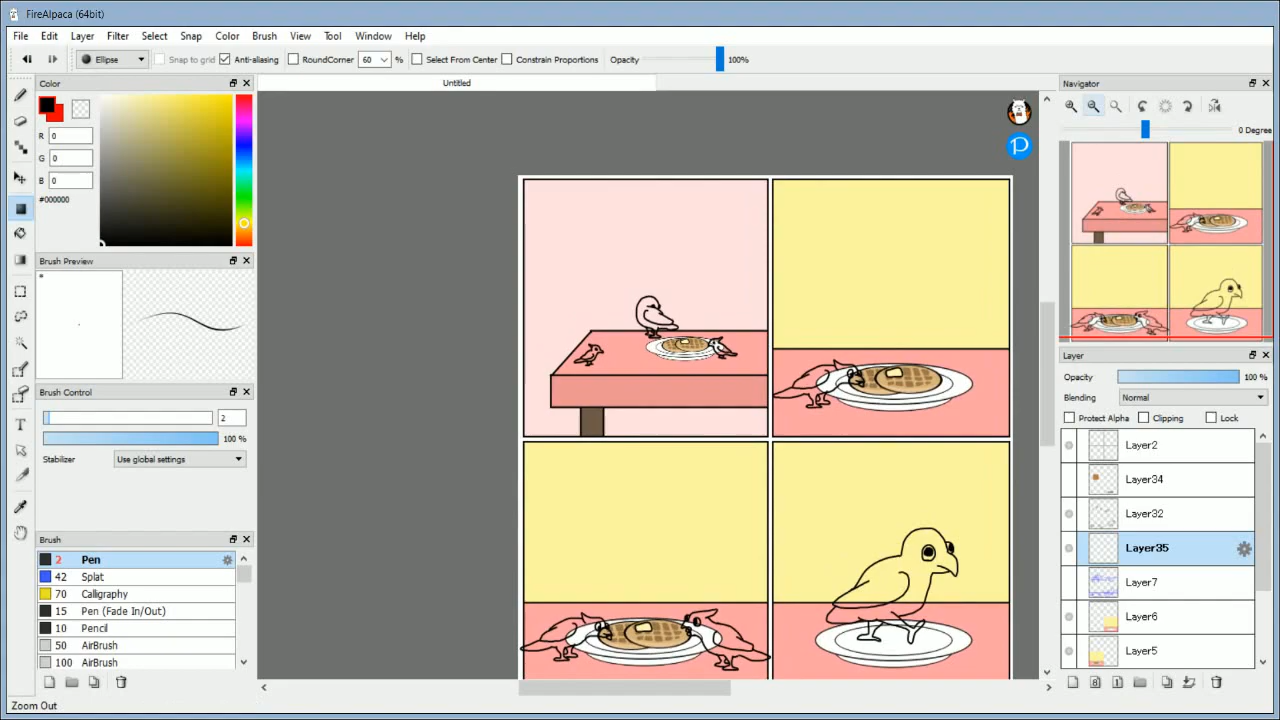 FireAlpaca (64bit)
File Edit Layer Filter Select Snap Color Brush View Tool Window Help
Ellipse Snap to grid Anti-aliasing RoundCorner 60 % Select From Center Constrain Proportions Opacity 100%
Color
Untitled
Navigator
R 0
G 0
B 0
#000000
0 Degree
Brush Preview
Brush Control
2
100 %
Stabilizer Use global settings
Brush
2 Pen
42 Splat
70 Calligraphy
15 Pen (Fade In/Out)
10 Pencil
50 AirBrush
100 AirBrush
Layer
Opacity 100 %
Blending Normal
Protect Alpha Clipping Lock
Layer2
Layer34
Layer32
Layer35
Layer7
Layer6
Layer5
Zoom Out